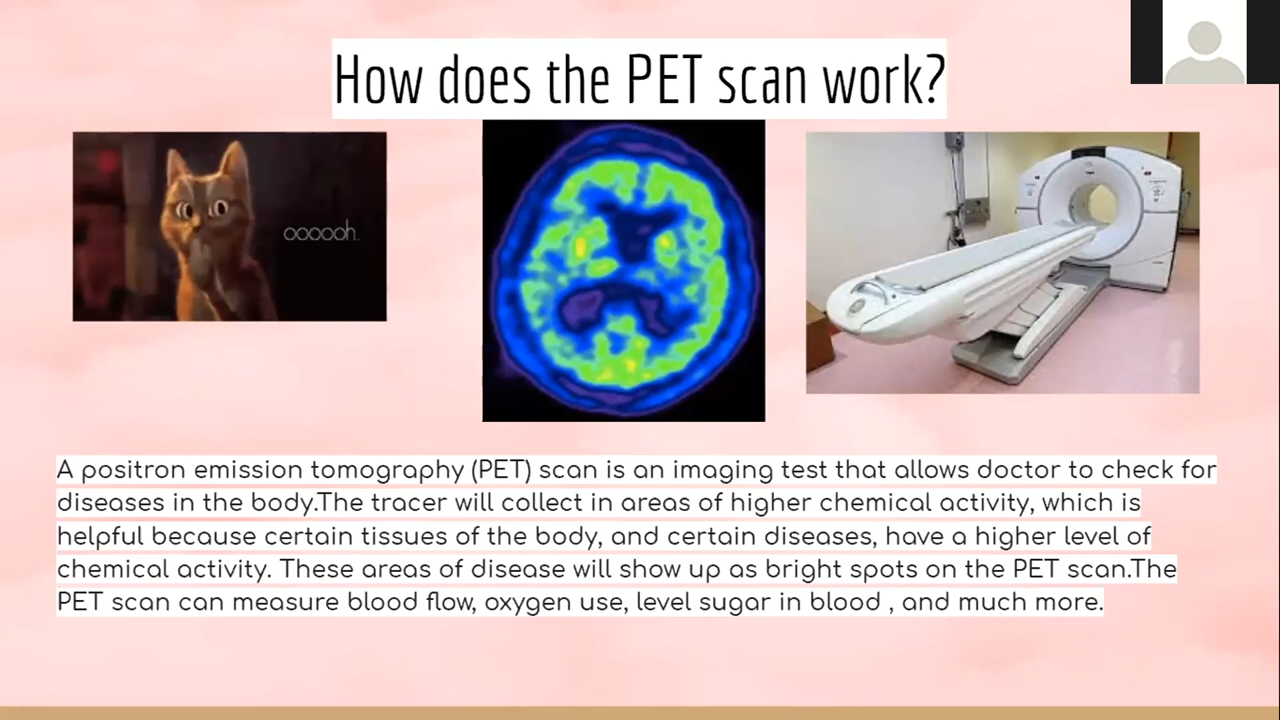 How does the PET scan work?
oooooh.
A positron emission tomography (PET) scan is an imaging test that allows doctor to check for
diseases in the body.The tracer will collect in areas of higher chemical activity, which is
helpful because certain tissues of the body, and certain diseases, have a higher level of
chemical activity. These areas of disease will show up as bright spots on the PET scan.The
PET scan can measure blood flow, oxygen use, level sugar in blood , and much more.